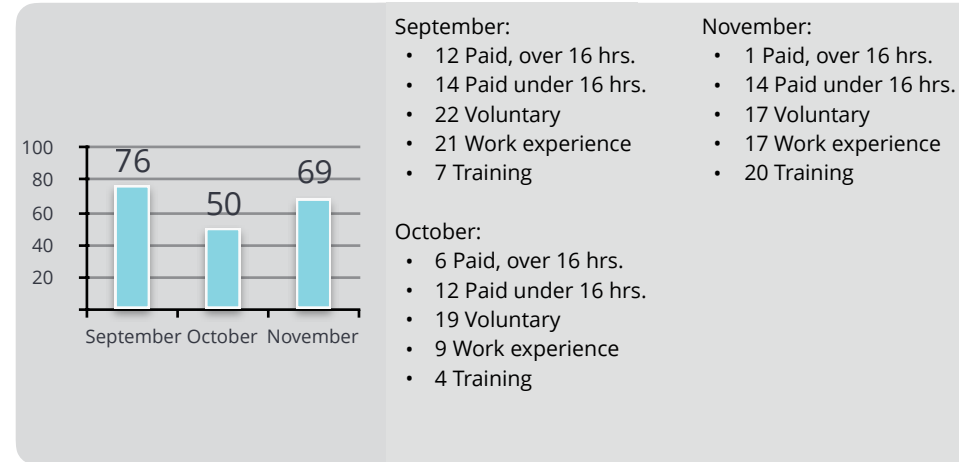 100
80
60
40
20
76
50
69
September October November
September:
• 12 Paid, over 16 hrs.
• 14 Paid under 16 hrs.
• 22 Voluntary
• 21 Work experience
• 7 Training
October:
• 6 Paid, over 16 hrs.
• 12 Paid under 16 hrs.
• 19 Voluntary
• 9 Work experience
• 4 Training
November:
• 1 Paid, over 16 hrs.
• 14 Paid under 16 hrs.
• 17 Voluntary
• 17 Work experience
• 20 Training